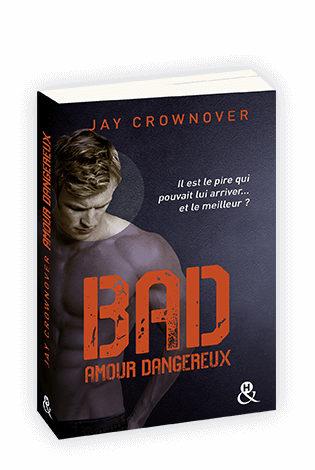 JAY CROWNOVER
Il est le pire qui
pouvait lui arriver...
et le meilleur ?
BAD
AMOUR DANGEREUX
H&
JAY CROWNOVER AMOUR DANGEREUX